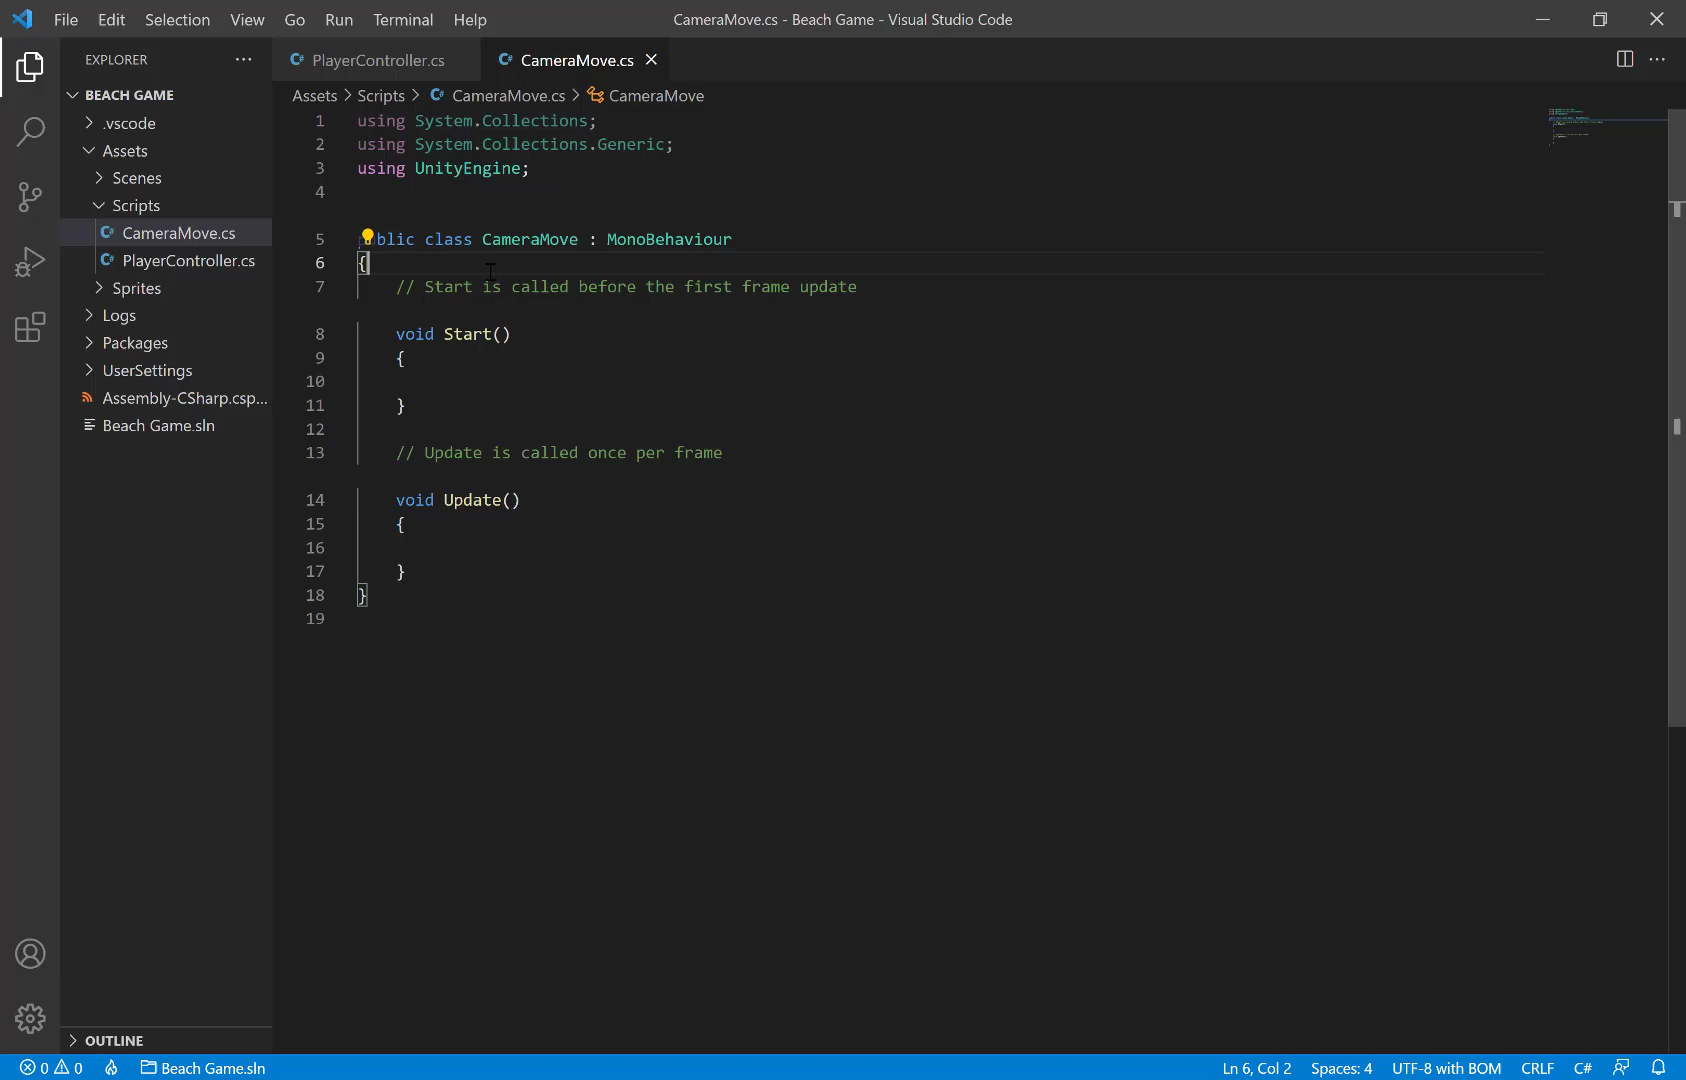 File Edit Selection View Go Run Terminal Help CameraMove.cs - Beach Game - Visual Studio Code
EXPLORER
BEACH GAME
.vscode
Assets
Scenes
Scripts
CameraMove.cs
PlayerController.cs
Sprites
Logs
Packages
UserSettings
Assembly-CSharp.csp...
Beach Game.sln
OUTLINE
PlayerController.cs CameraMove.cs
Assets > Scripts > CameraMove.cs > CameraMove
1 using System.Collections;
2 using System.Collections.Generic;
3 using UnityEngine;
4
5 public class CameraMove : MonoBehaviour
6 {
7 // Start is called before the first frame update
8 void Start()
9 {
10
11 }
12
13 // Update is called once per frame
14 void Update()
15 {
16
17 }
18 }
19
0 0 Beach Game.sln Ln 6, Col 2 Spaces: 4 UTF-8 with BOM CRLF C#